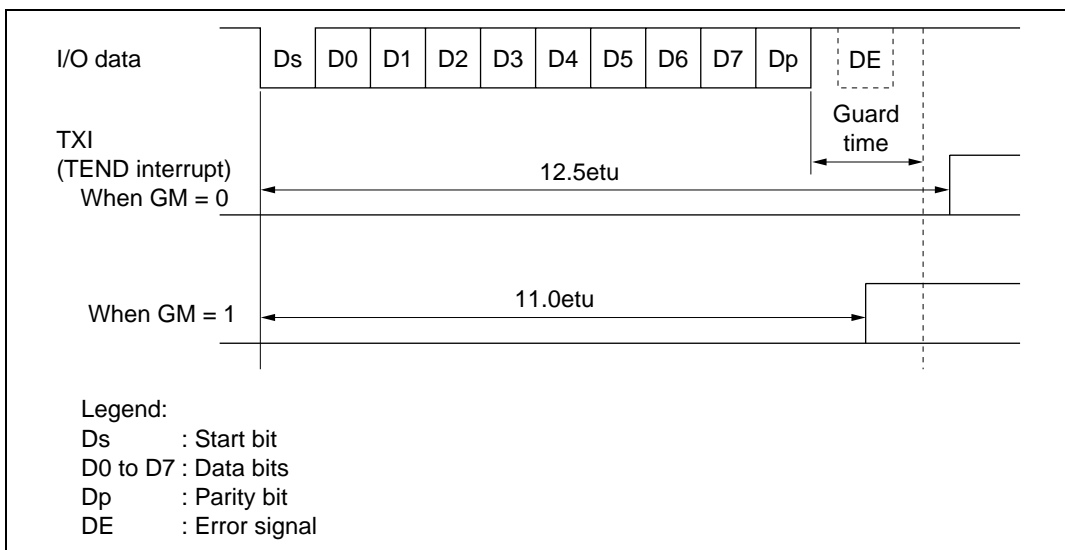 I/O data
Ds D0 D1 D2 D3 D4 D5 D6 D7 Dp DE
Guard
time
TXI
(TEND interrupt)
When GM = 0
12.5etu
When GM = 1
11.0etu
Legend:
Ds : Start bit
D0 to D7 : Data bits
Dp : Parity bit
DE : Error signal